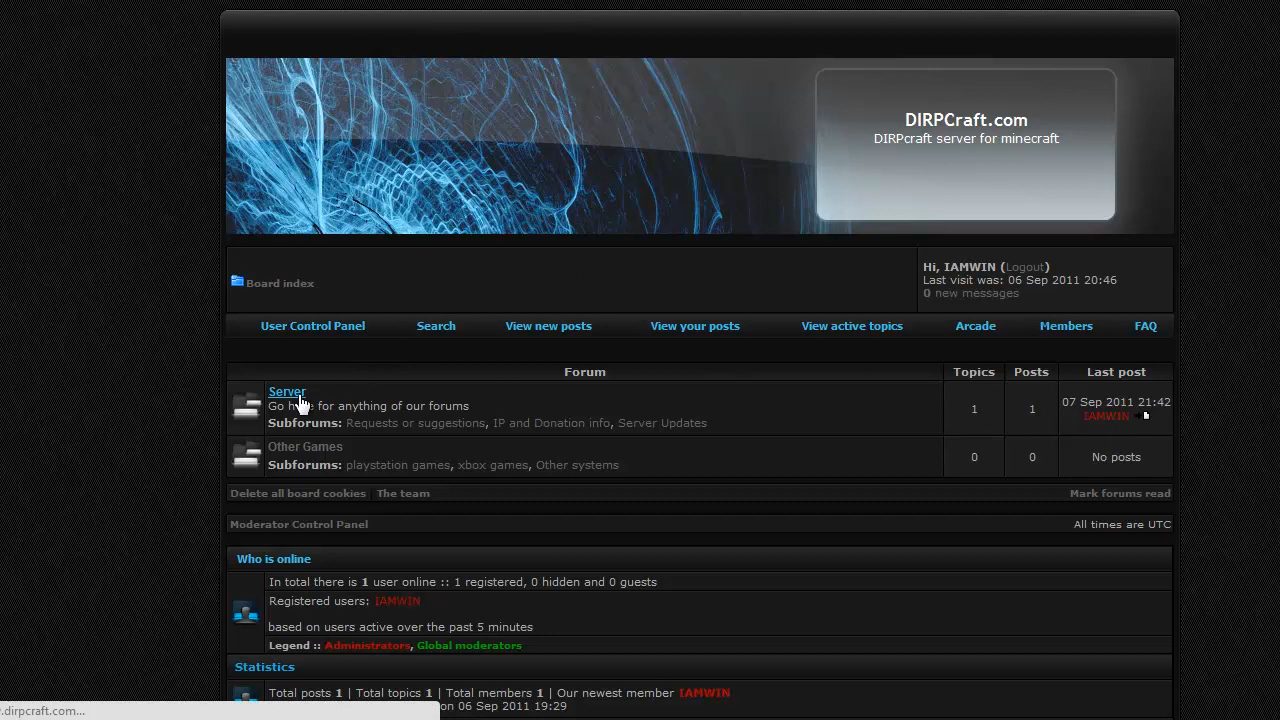 DIRPCraft.com
DIRPcraft server for minecraft
Board index
Hi, IAMWIN (Logout)
Last visit was: 06 Sep 2011 20:46
0 new messages
User Control Panel Search View new posts View your posts View active topics Arcade Members FAQ
Forum Topics Posts Last post
Server
Go for anything of our forums
Subforums: Requests or suggestions, IP and Donation info, Server Updates
1 1
07 Sep 2011 21:42
IAMWIN
Other Games
Subforums: playstation games, xbox games, Other systems
0 0 No posts
Delete all board cookies | The team
Mark forums read
Moderator Control Panel
All times are UTC
Who is online
In total there is 1 user online :: 1 registered, 0 hidden and 0 guests
Registered users: IAMWIN
based on users active over the past 5 minutes
Legend :: Administrators, Global moderators
Statistics
Total posts 1 | Total topics 1 | Total members 1 | Our newest member IAMWIN
on 06 Sep 2011 19:29
.dirpcraft.com...